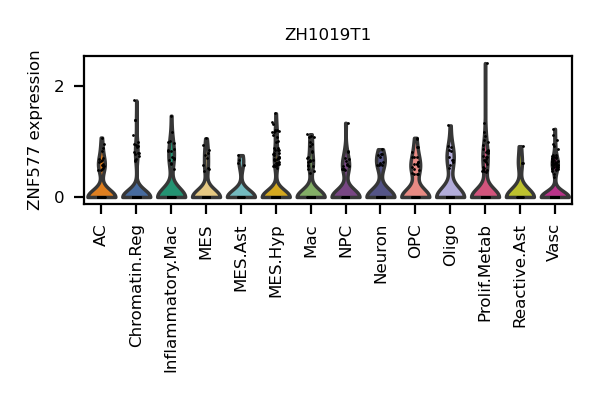 ZH1019T1
ZNF577 expression
2
0
AC
Chromatin.Reg
Inflammatory.Mac
MES
MES.Ast
MES.Hyp
Mac
NPC
Neuron
OPC
Oligo
Prolif.Metab
Reactive.Ast
Vasc